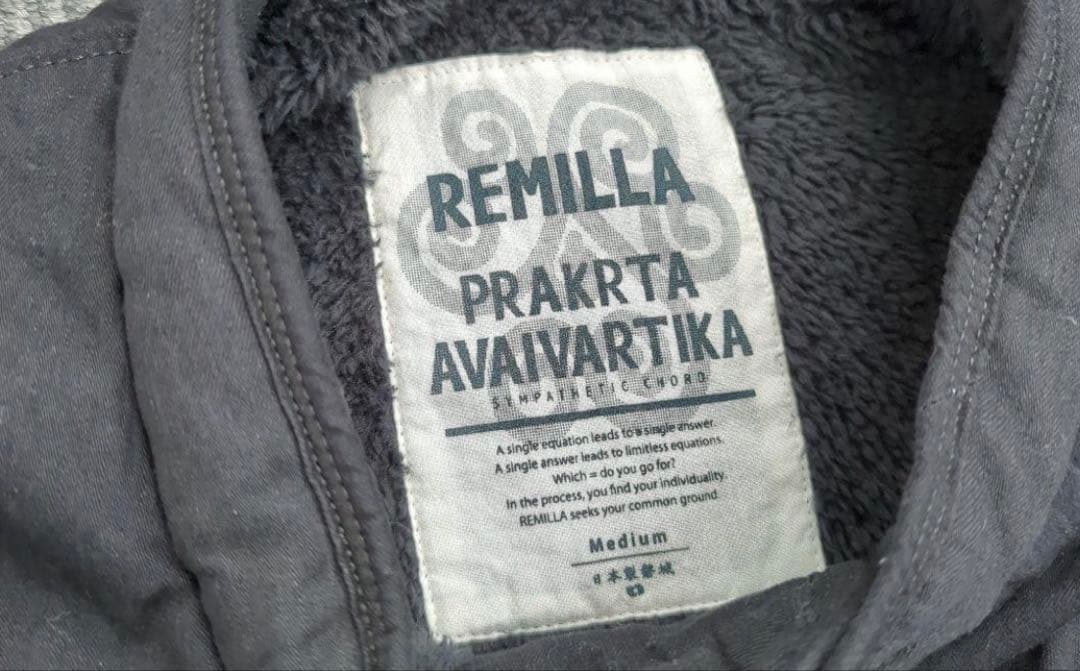 REMILLA
PRAKRTA
AVAIVARTIKA
SYMPATHETIC CHORD
A single equation leads to a single answer.
A single answer leads to limitless equations.
Which = do you go for?
In the process, you find your individuality.
REMILLA seeks your common ground
Medium
日本製磐城